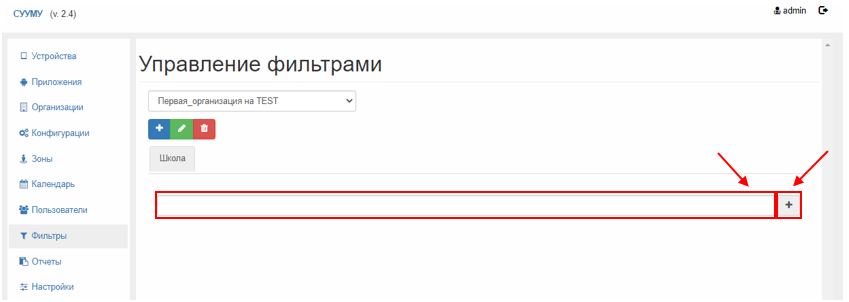 СУУМУ (v. 2.4)
admin
Устройства
Приложения
Организации
Конфигурации
Зоны
Календарь
Пользователи
Фильтры
Отчеты
Настройки
Управление фильтрами
Первая_организация на TEST
Школа